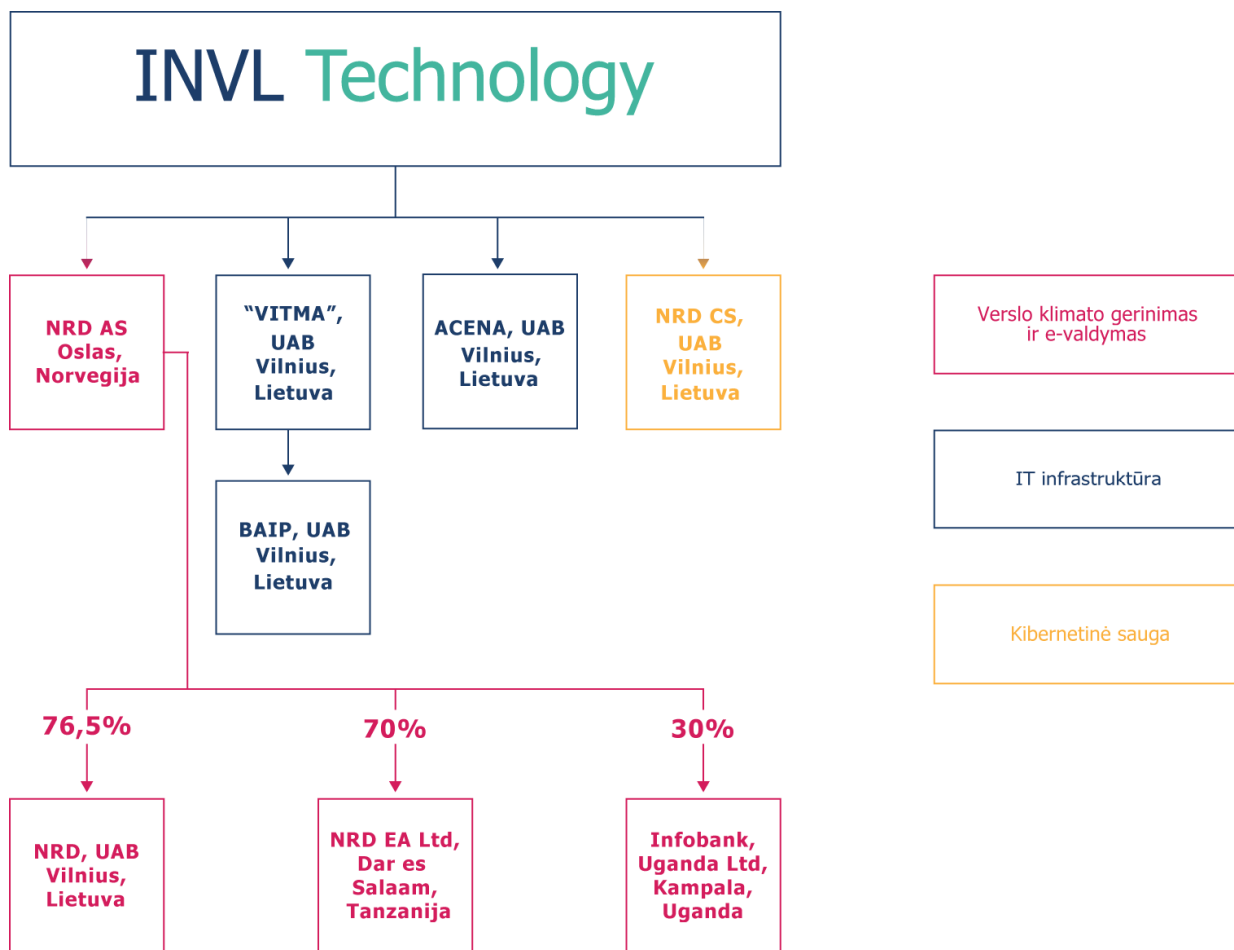 INVL Technology
NRD AS
Oslas,
Norvegija
“VITMA”,
UAB
Vilnius,
Lietuva
ACENA, UAB
Vilnius,
Lietuva
NRD CS,
UAB
Vilnius,
Lietuva
Verslo klimato gerinimas
ir e-valdymas
IT infrastruktūra
BAIP, UAB
Vilnius,
Lietuva
Kibernetinė sauga
76,5%
70%
30%
NRD, UAB
Vilnius,
Lietuva
NRD EA Ltd,
Dar es
Salaam,
Tanzanija
Infobank,
Uganda Ltd,
Kampala,
Uganda